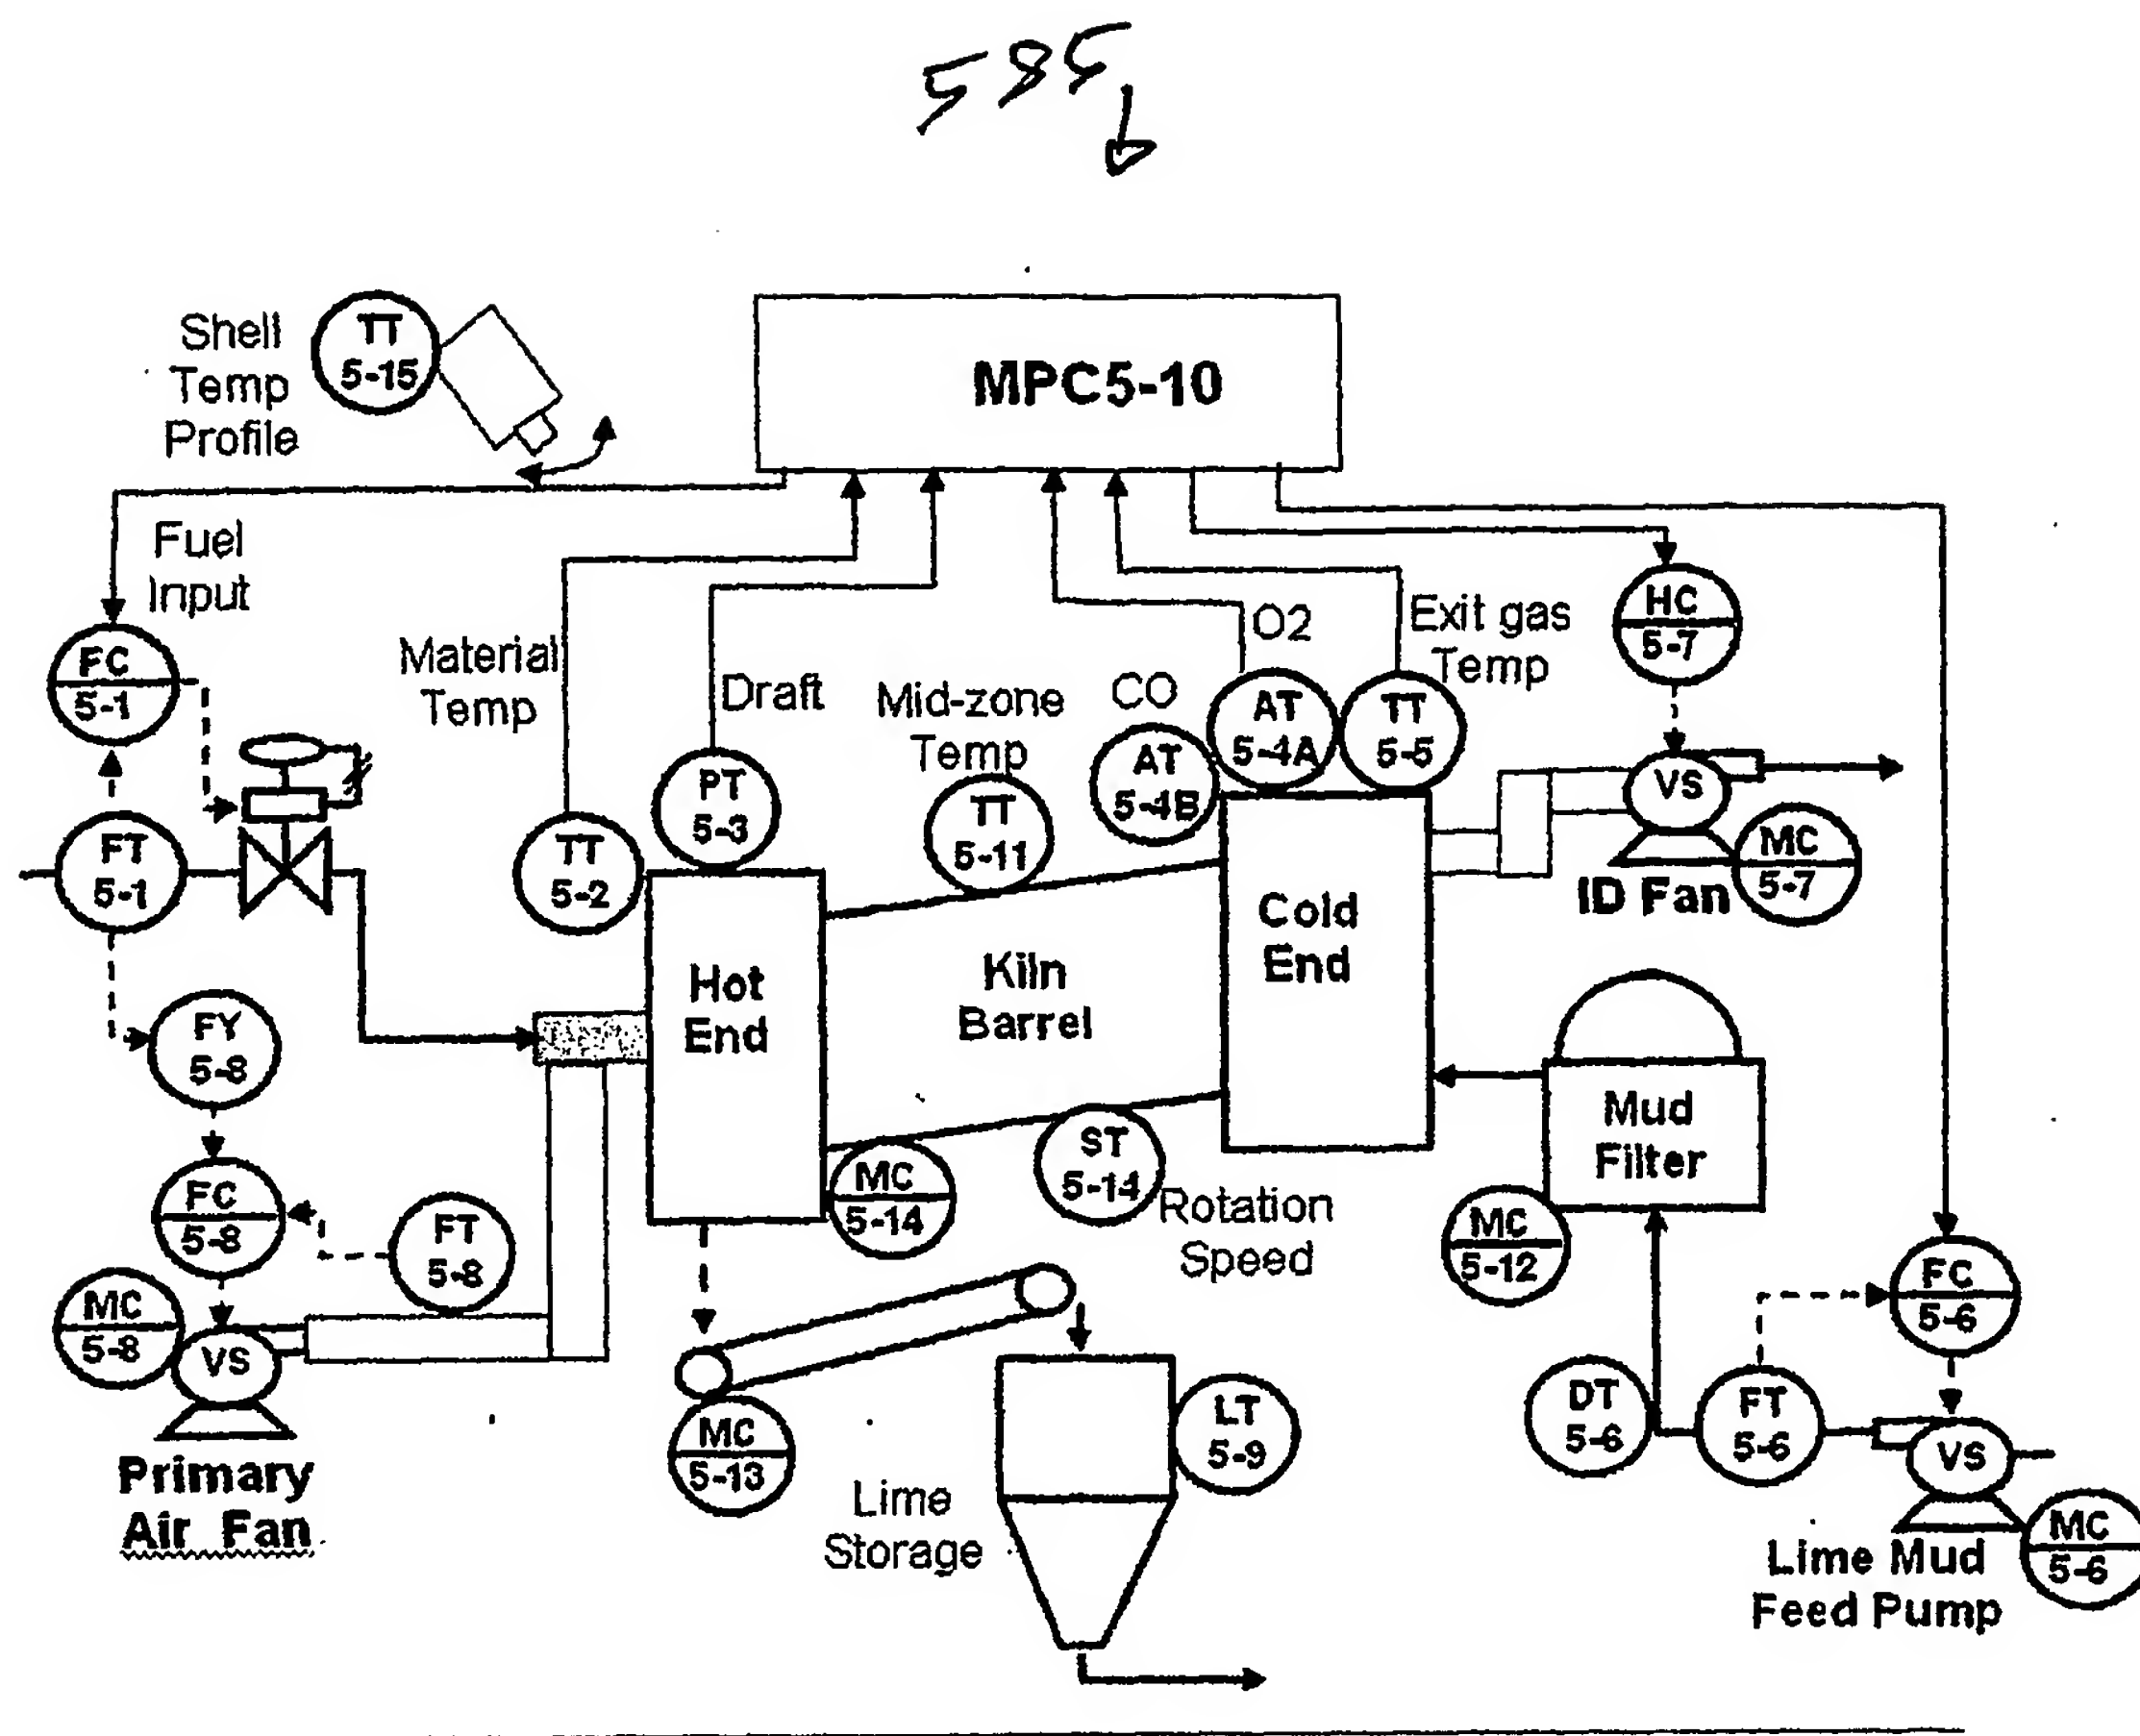 585
Shell
Temp
Profile
TT
5-15
MPC5-10
Fuel
Input
FC
5-1
FT
5-1
Material
Temp
TT
5-2
Draft
PT
5-3
Mid-zone
Temp
TT
5-11
CO
AT
5-4B
O2
AT
5-4A
Exit gas
Temp
TT
5-5
HC
5-7
VS
ID Fan
MC
5-7
Hot
End
Kiln
Barrel
Cold
End
FY
5-8
FC
5-8
FT
5-8
MC
5-8
VS
Primary
Air Fan
MC
5-14
ST
5-14
Rotation
Speed
Mud
Filter
MC
5-12
MC
5-13
Lime
Storage
LT
5-9
DT
5-6
FT
5-6
FC
5-6
VS
MC
5-6
Lime Mud
Feed Pump